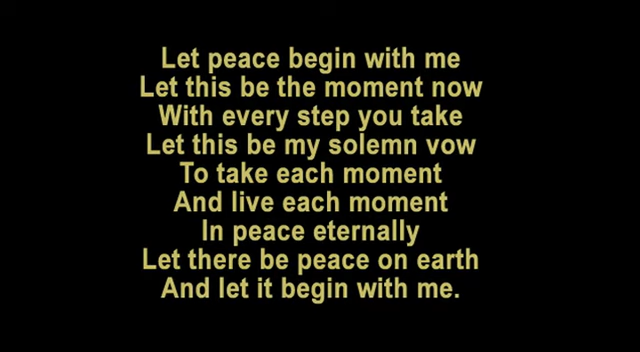 Let peace begin with me
Let this be the moment now
With every step you take
Let this be my solemn vow
To take each moment
And live each moment
In peace eternally
Let there be peace on earth
And let it begin with me.